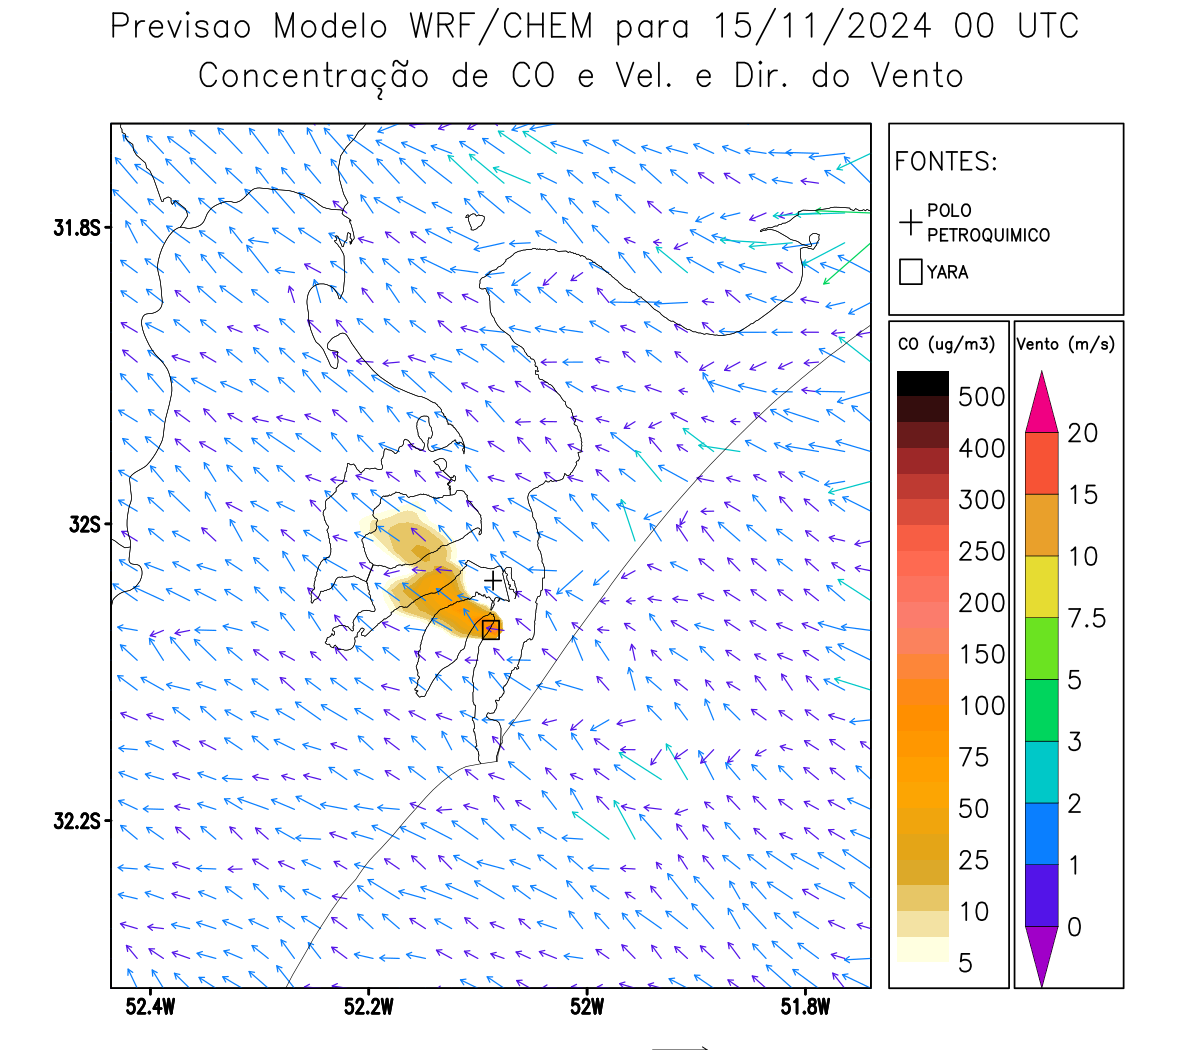 Previsao Modelo WRF/CHEM para 15/11/2024 00 UTC
Concentração de CO e Vel. e Dir. do Vento
FONTES:
POLO
PETROQUIMICO
YARA
31.8S
32S
32.2S
52.4W
52.2W
52W
51.8W
CO (ug/m3)
500
400
300
250
200
150
100
75
50
25
10
5
Vento (m/s)
20
15
10
7.5
5
3
2
1
0